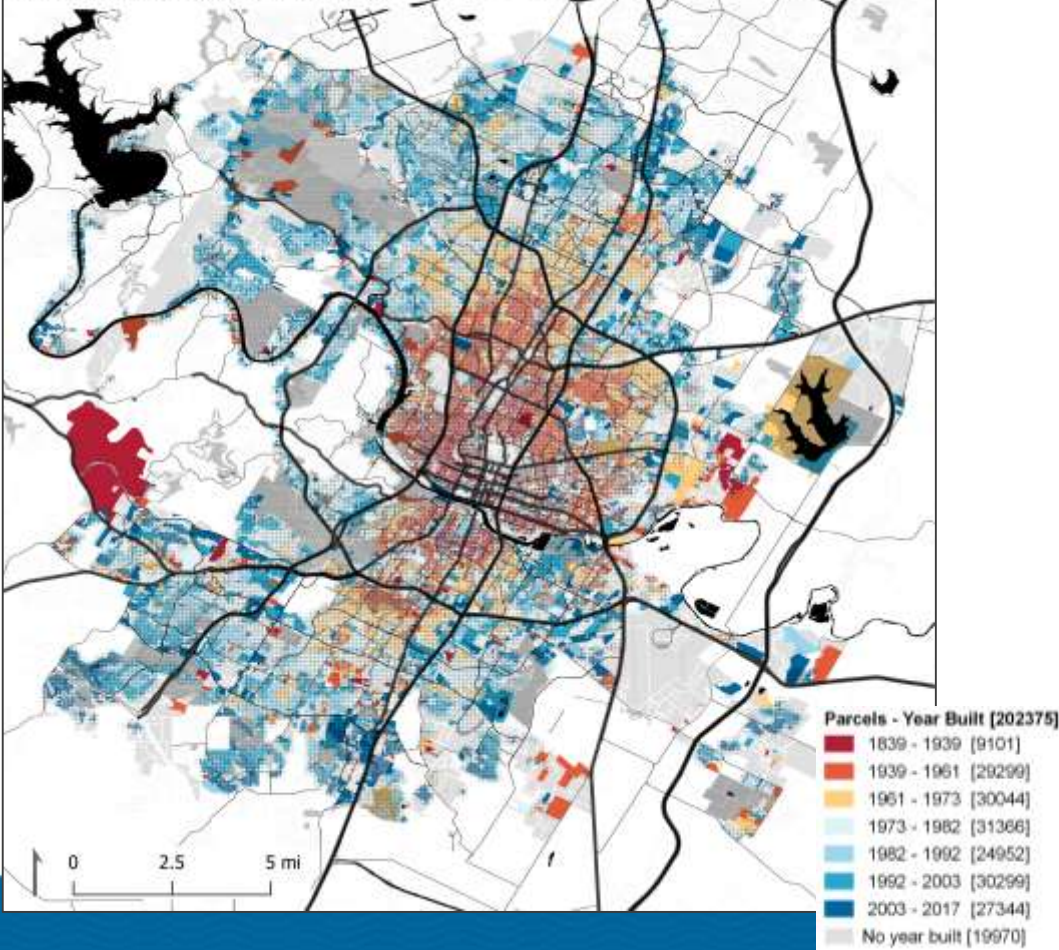 0 2.5 5 mi
Parcels - Year Built [202375]
1839 - 1939 [9101]
1939 - 1961 [29299]
1961 - 1973 [30044]
1973 - 1982 [31366]
1982 - 1992 [24952]
1992 - 2003 [30299]
2003 - 2017 [27344]
No year built [19970]